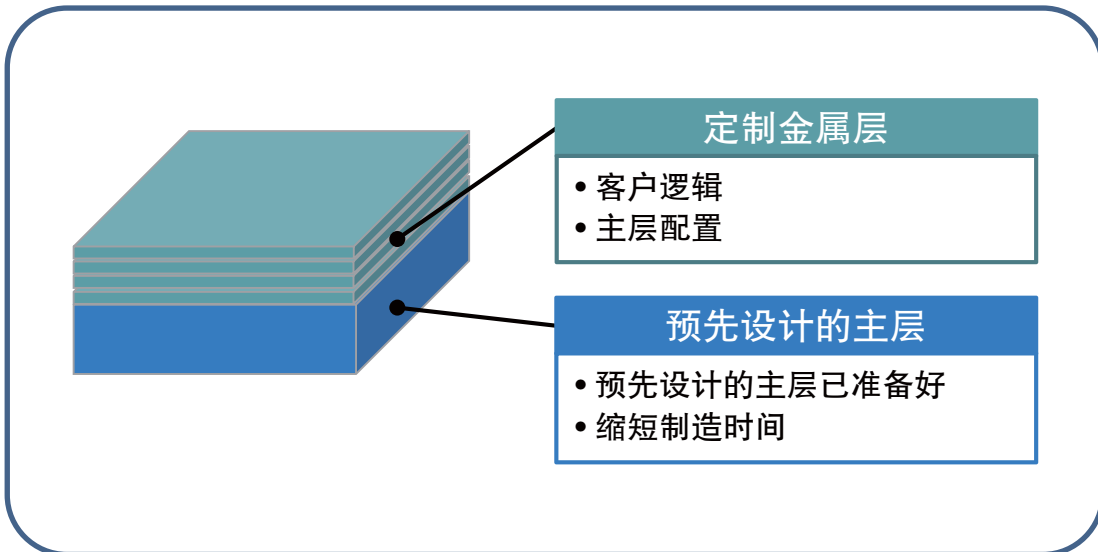 定制金属层
• 客户逻辑
• 主层配置
预先设计的主层
• 预先设计的主层已准备好
• 缩短制造时间